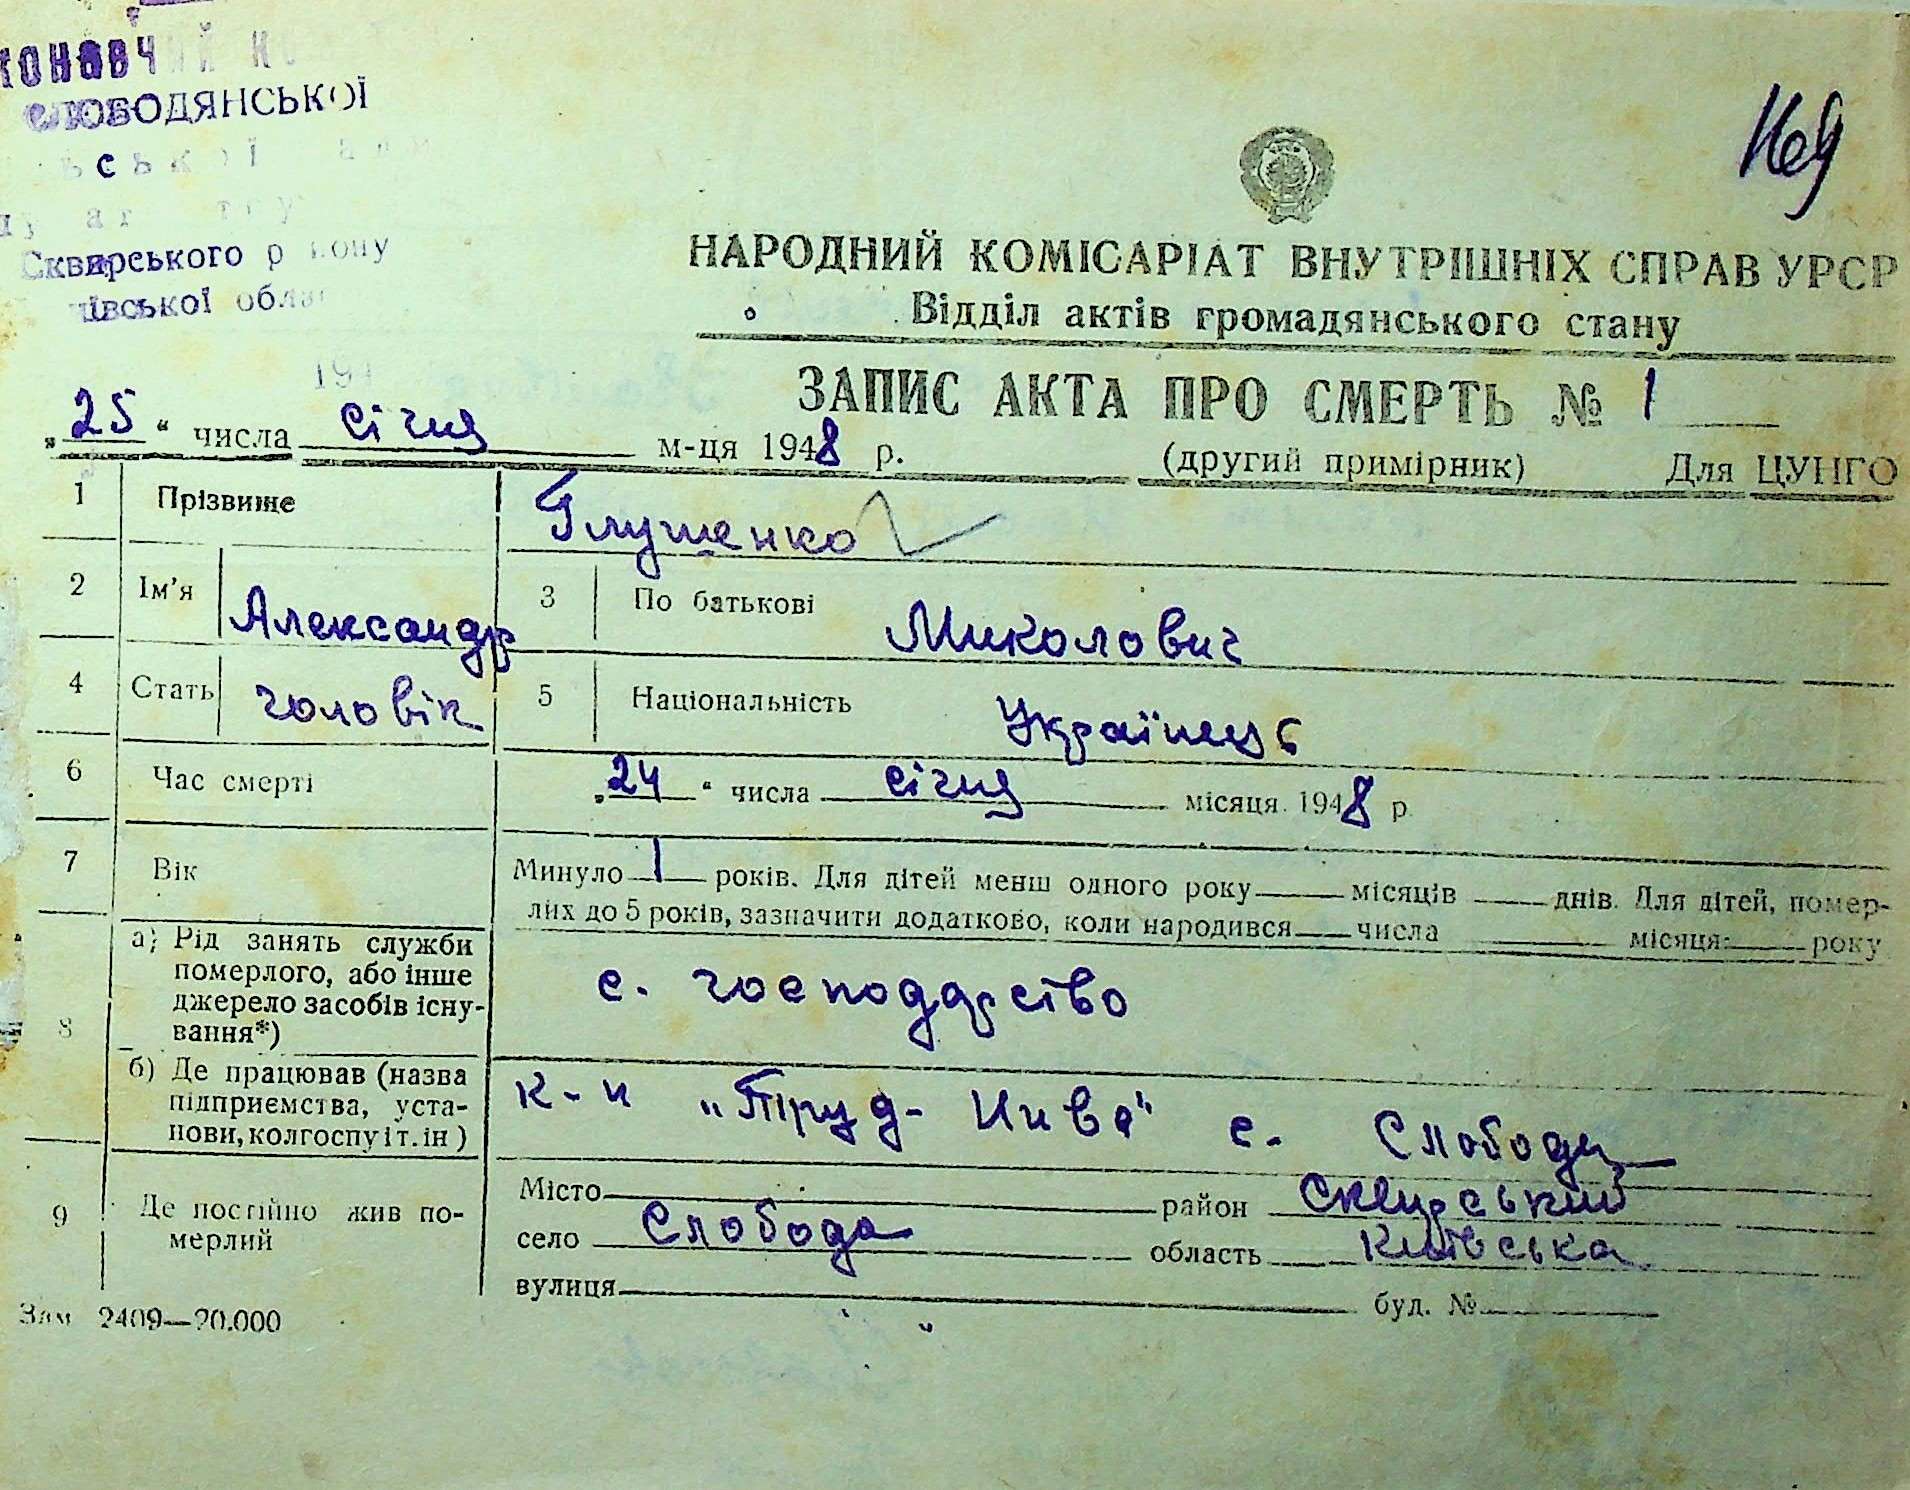 СЛОБОДЯНСЬКОЇ
Сквирського
169
НАРОДНИЙ КОМІСАРІАТ ВНУТРІШНІХ СПРАВ УРСР
Відділ актів громадянського стану
ЗАПИС АКТА ПРО СМЕРТЬ № 1
„25“ числа січня м-ця 1948 р. (другий примірник) Для ЦУНГО
1 Прізвище Глущенко
2 Ім'я Александр 3 По батькові Миколович
4 Стать чоловік 5 Національність Українець
6 Час смерті „24“ числа січня місяця 1948 р
7 Вік Минуло 1 років. Для дітей менш одного року місяців днів. Для дітей, помер-
лих до 5 років, зазначити додатково, коли народився числа місяця року
8 а) Рід занять служби
померлого, або інше
джерело засобів існу-
вання*) с. господарство
б) Де працював (назва
підприємства, уста-
нови, колгоспу і т. ін) к-п „Труд-Нива" с. Слобода
9 Де постійно жив по-
мерлий
Місто район Сквирський
село Слобода область Київська
вулиця буд. №
Зам 2409—20.000